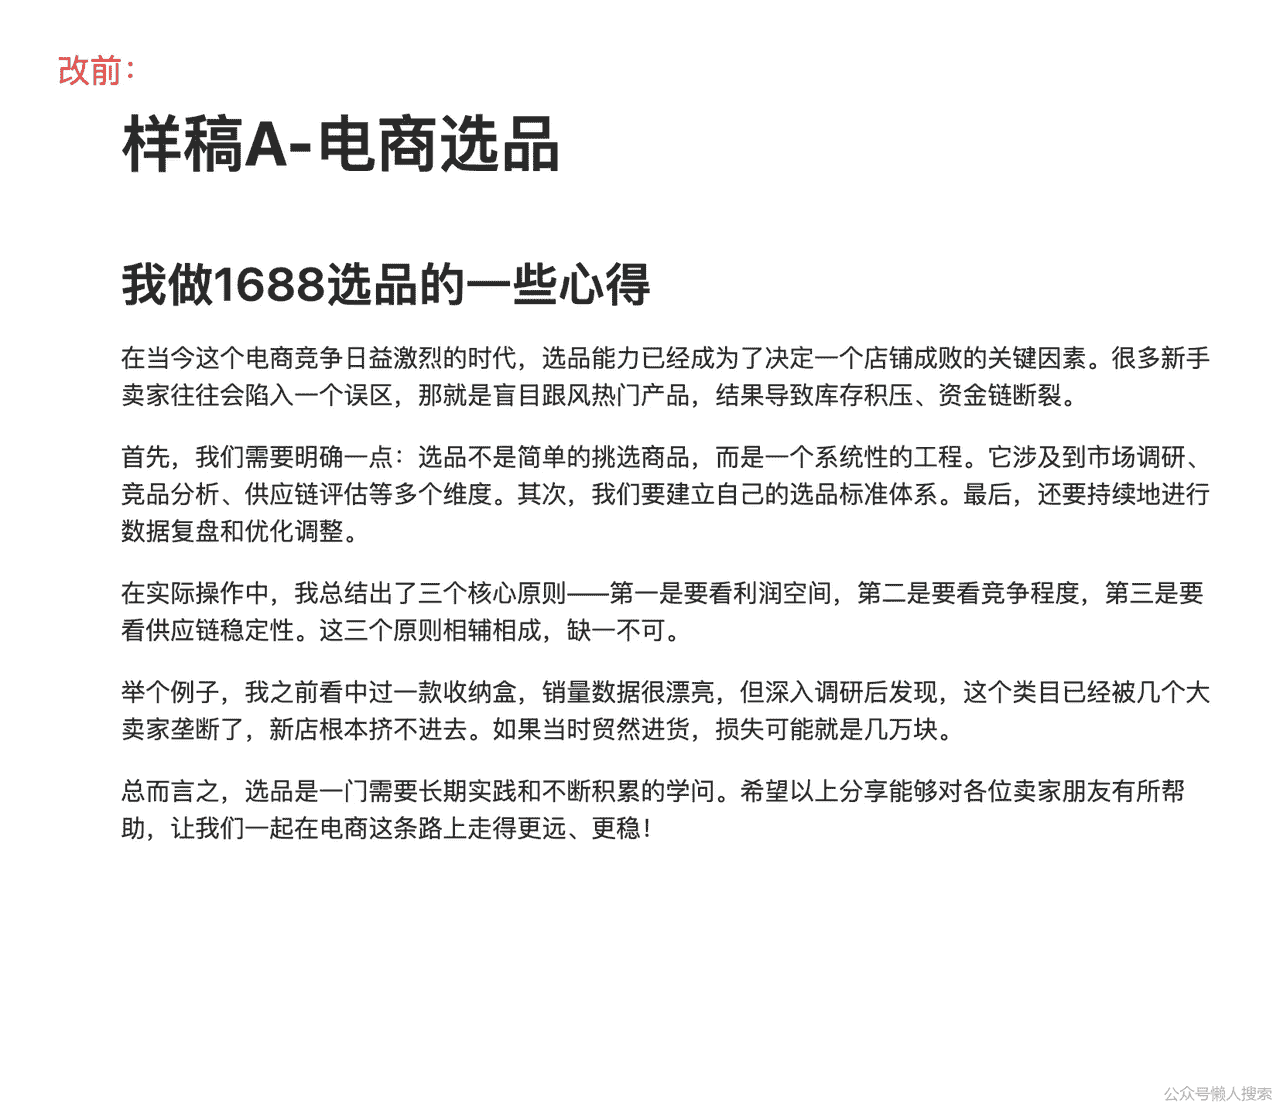 改前：
样稿A-电商选品
我做1688选品的一些心得
在当今这个电商竞争日益激烈的时代，选品能力已经成为了决定一个店铺成败的关键因素。很多新手
卖家往往会陷入一个误区，那就是盲目跟风热门产品，结果导致库存积压、资金链断裂。
首先，我们需要明确一点：选品不是简单的挑选商品，而是一个系统性的工程。它涉及到市场调研、
竞品分析、供应链评估等多个维度。其次，我们要建立自己的选品标准体系。最后，还要持续地进行
数据复盘和优化调整。
在实际操作中，我总结出了三个核心原则——第一是要看利润空间，第二是要看竞争程度，第三是要
看供应链稳定性。这三个原则相辅相成，缺一不可。
举个例子，我之前看中过一款收纳盒，销量数据很漂亮，但深入调研后发现，这个类目已经被几个大
卖家垄断了，新店根本挤不进去。如果当时贸然进货，损失可能就是几万块。
总而言之，选品是一门需要长期实践和不断积累的学问。希望以上分享能够对各位卖家朋友有所帮
助，让我们一起在电商这条路上走得更远、更稳！
公众号懒人搜索